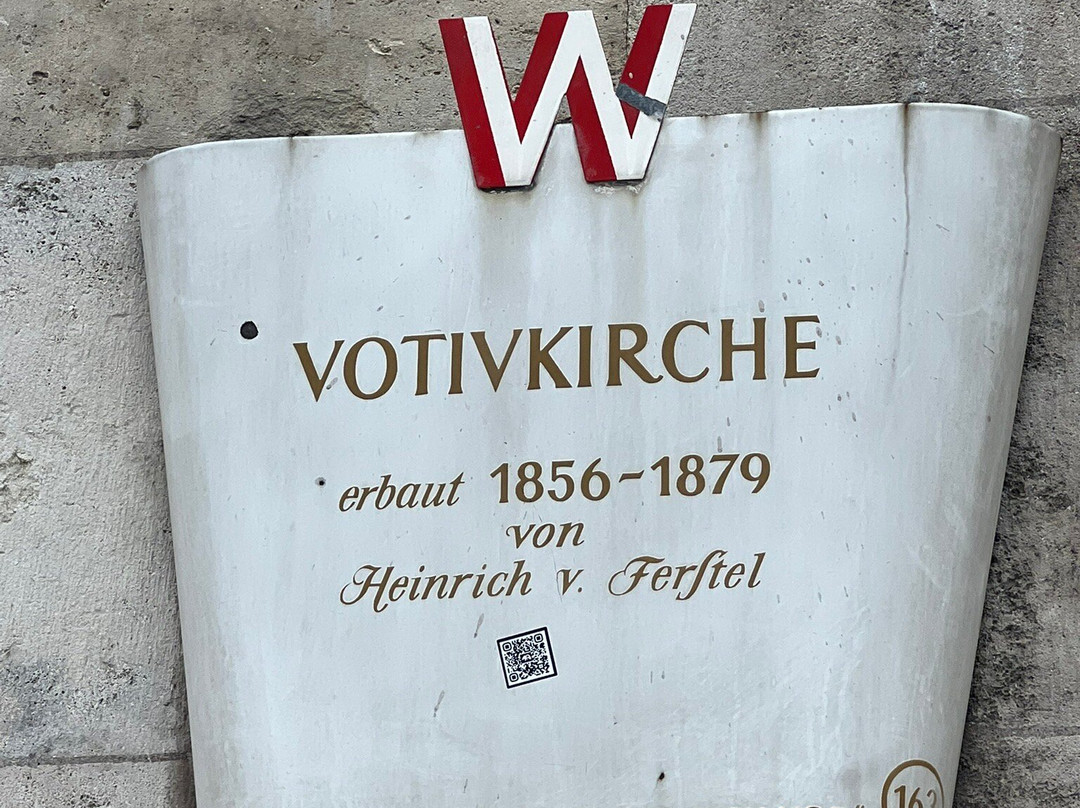 W
VOTIVKIRCHE
erbaut 1856-1879
von
Heinrich v. Ferſtel